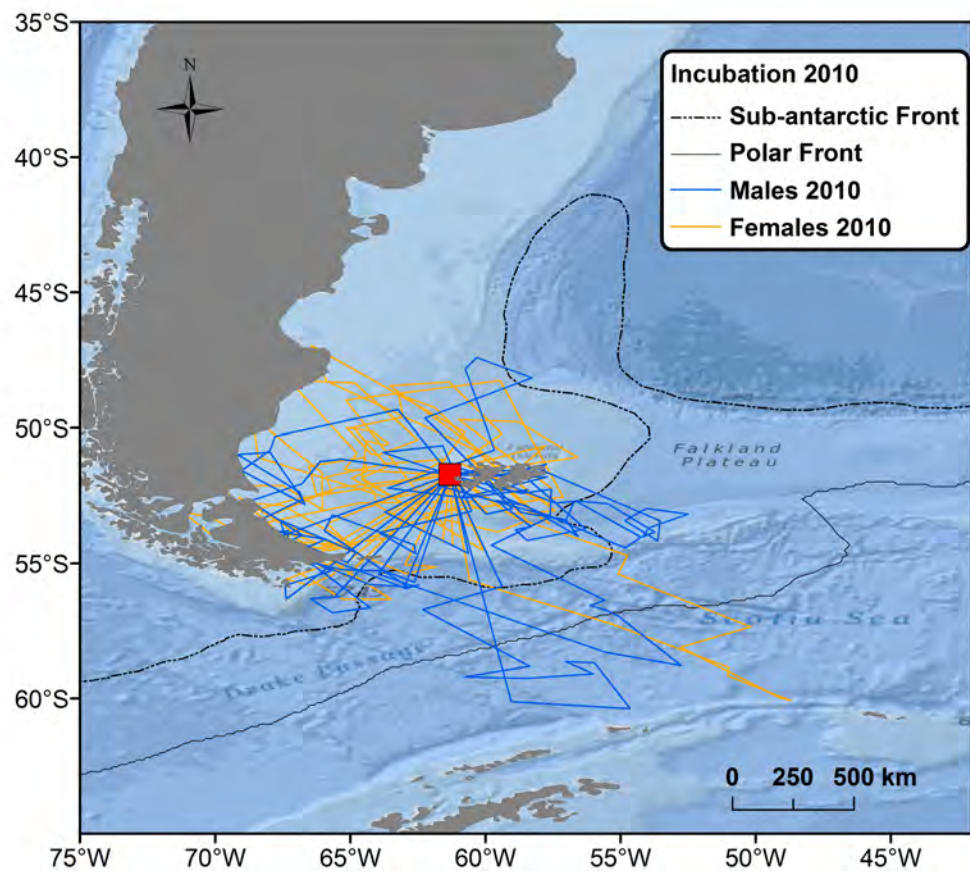 35°S
40°S
45°S
50°S
55°S
60°S
75°W
70°W
65°W
60°W
55°W
50°W
45°W
N
Incubation 2010
Sub-antarctic Front
Polar Front
Males 2010
Females 2010
Falkland
Plateau
Scotia Sea
Drake Passage
0 250 500 km